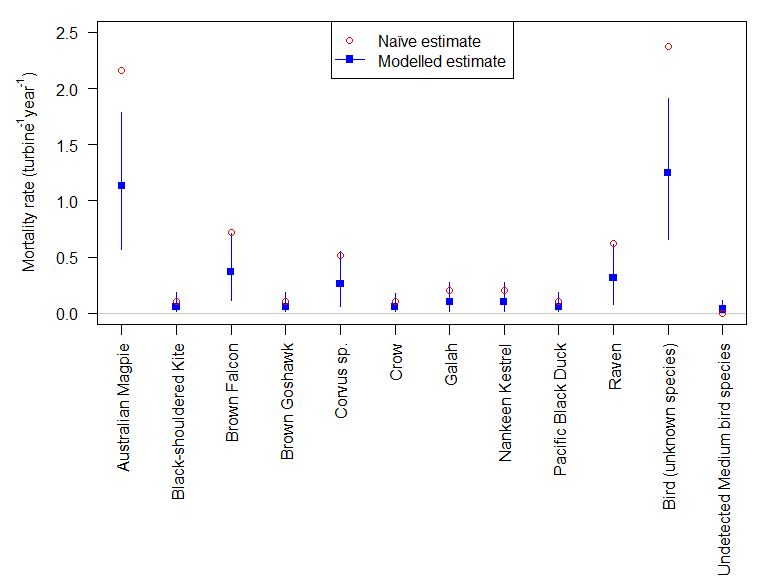 Naïve estimate
Modelled estimate
Mortality rate (turbine⁻¹year⁻¹)
2.5
2.0
1.5
1.0
0.5
0.0
Australian Magpie
Black-shouldered Kite
Brown Falcon
Brown Goshawk
Corvus sp.
Crow
Galah
Nankeen Kestrel
Pacific Black Duck
Raven
Bird (unknown species)
Undetected Medium bird species